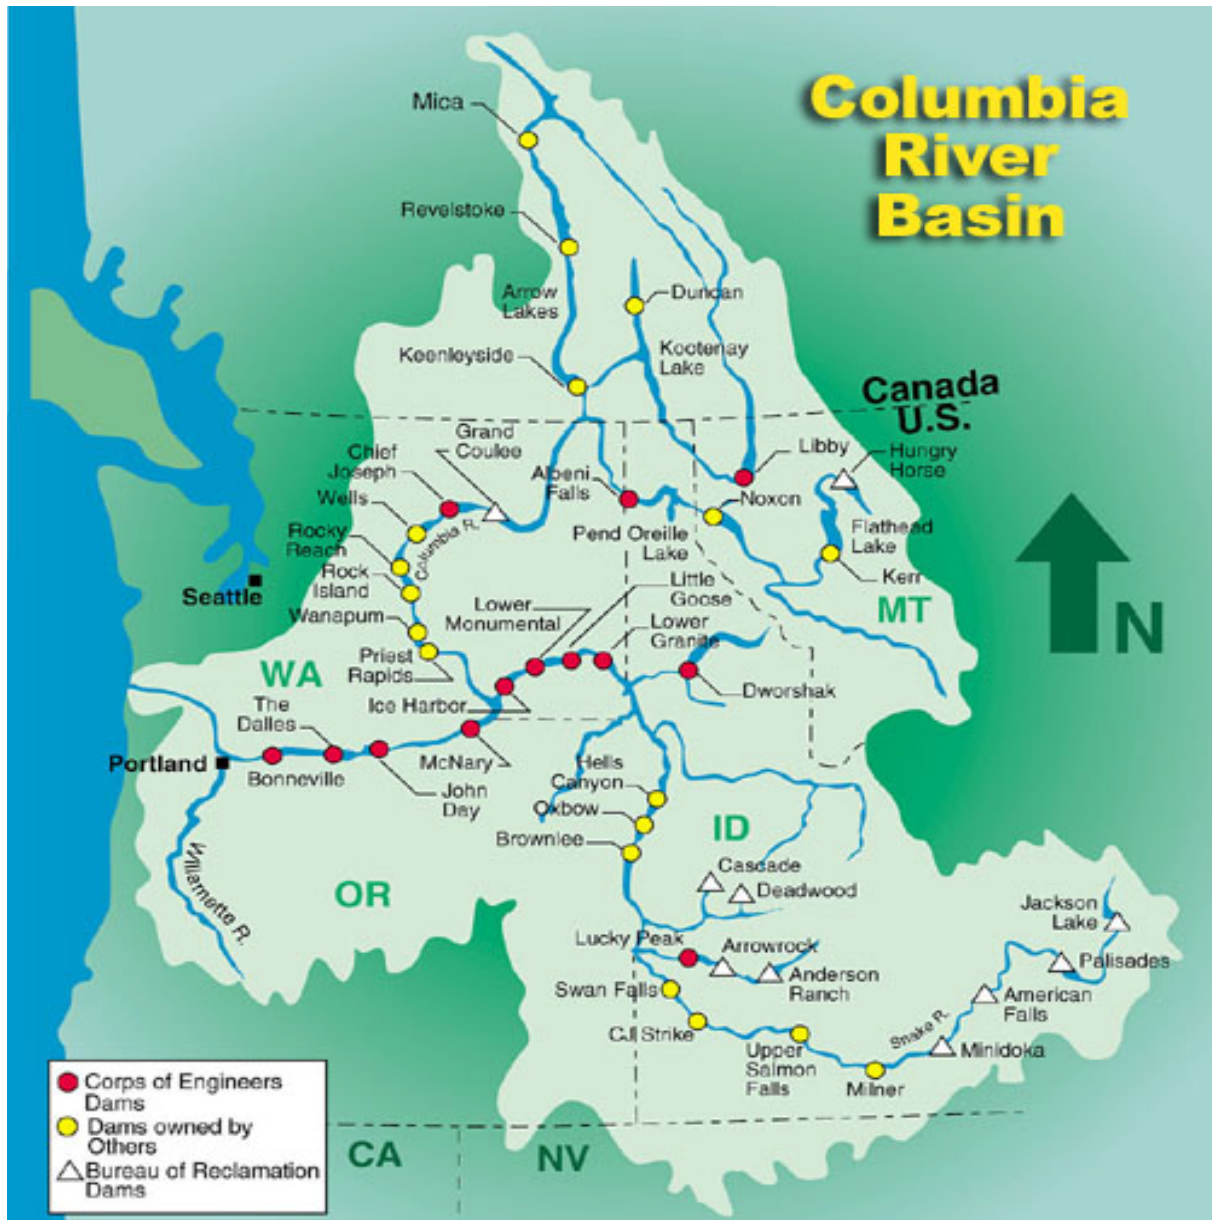 Columbia
River
Basin
Mica
Revelstoke
Arrow
Lakes
Duncan
Keenleyside
Kootenay
Lake
Canada
U.S.
Grand
Coulee
Chief
Joseph
Albeni
Falls
Libby
Hungry
Horse
Wells
Noxon
Rocky
Reach
Columbia R.
Pend Oreille
Lake
Flathead
Lake
Rock
Island
Kerr
Seattle
Little
Goose
Wanapum
Lower
Monumental
Lower
Granite
MT
N
WA
Priest
Rapids
Ice Harbor
Dworshak
The
Dalles
Portland
Bonneville
McNary
John
Day
Hells
Canyon
Oxbow
Brownlee
ID
Willamette R.
OR
Cascade
Deadwood
Jackson
Lake
Lucky Peak
Arrowrock
Anderson
Ranch
Palisades
Swan Falls
American
Falls
CJ Strike
Snake R.
Upper
Salmon
Falls
Minidoka
Milner
Corps of Engineers
Dams
Dams owned by
Others
Bureau of Reclamation
Dams
CA
NV